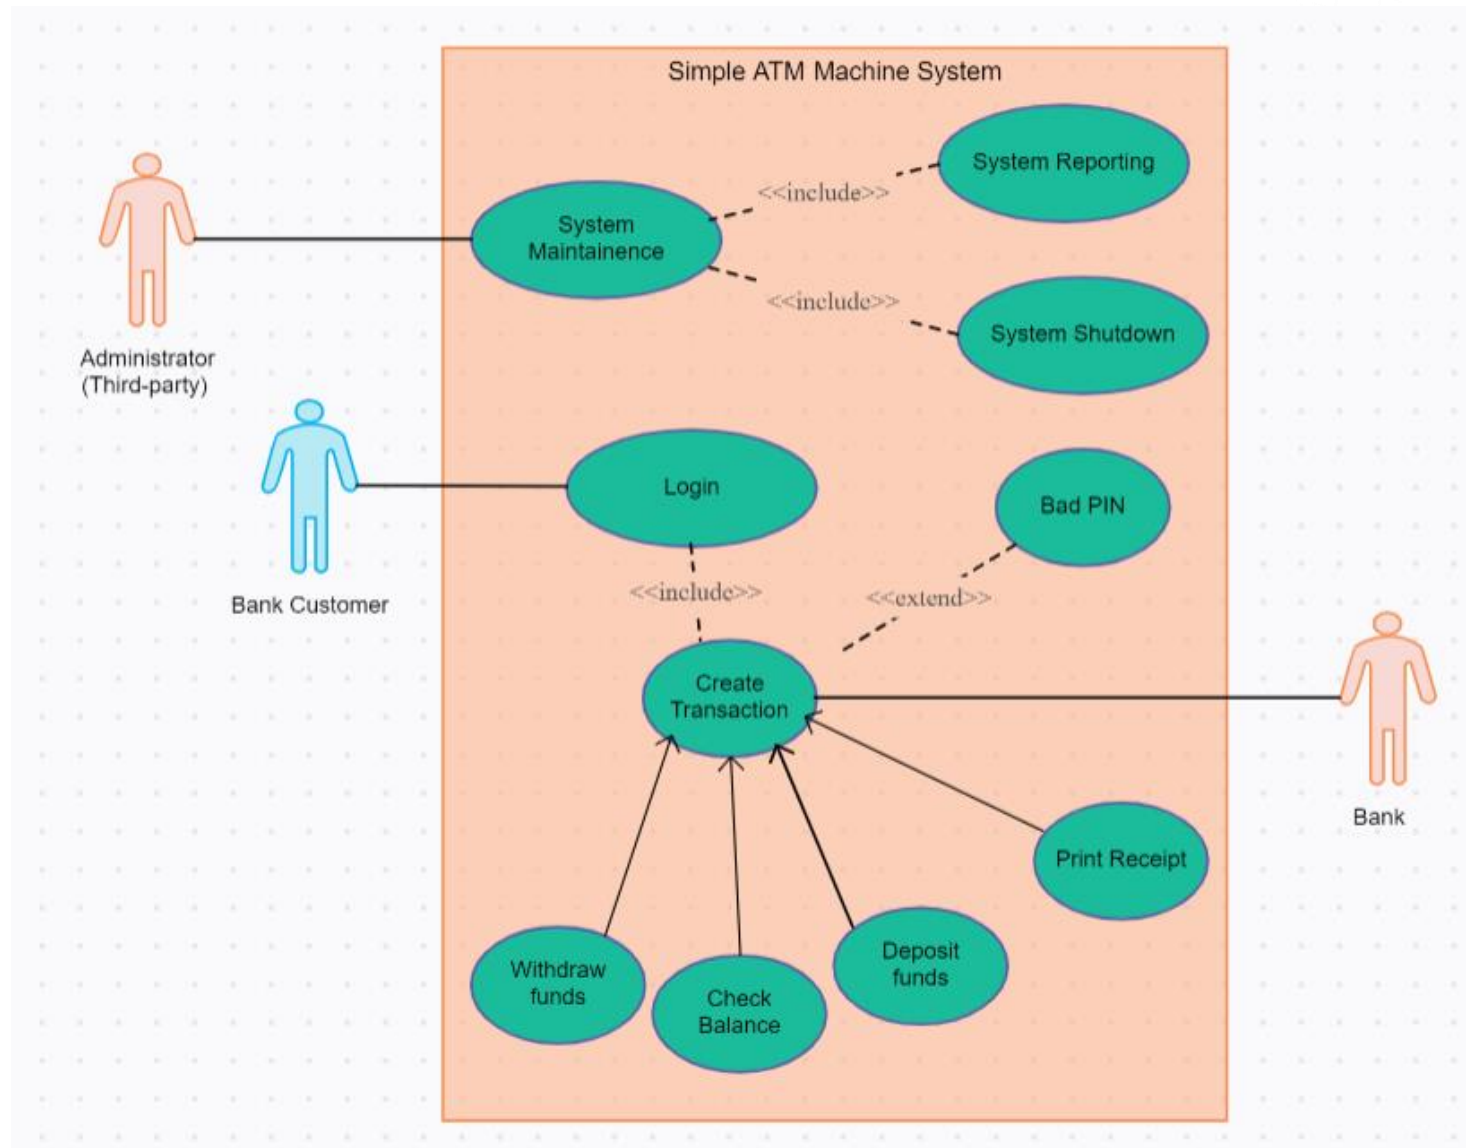 Simple ATM Machine System
System Reporting
<<include>>
System
Maintainence
<<include>>
System Shutdown
Administrator
(Third-party)
Login
Bad PIN
<<include>>
<<extend>>
Bank Customer
Create
Transaction
Bank
Print Receipt
Withdraw
funds
Check
Balance
Deposit
funds